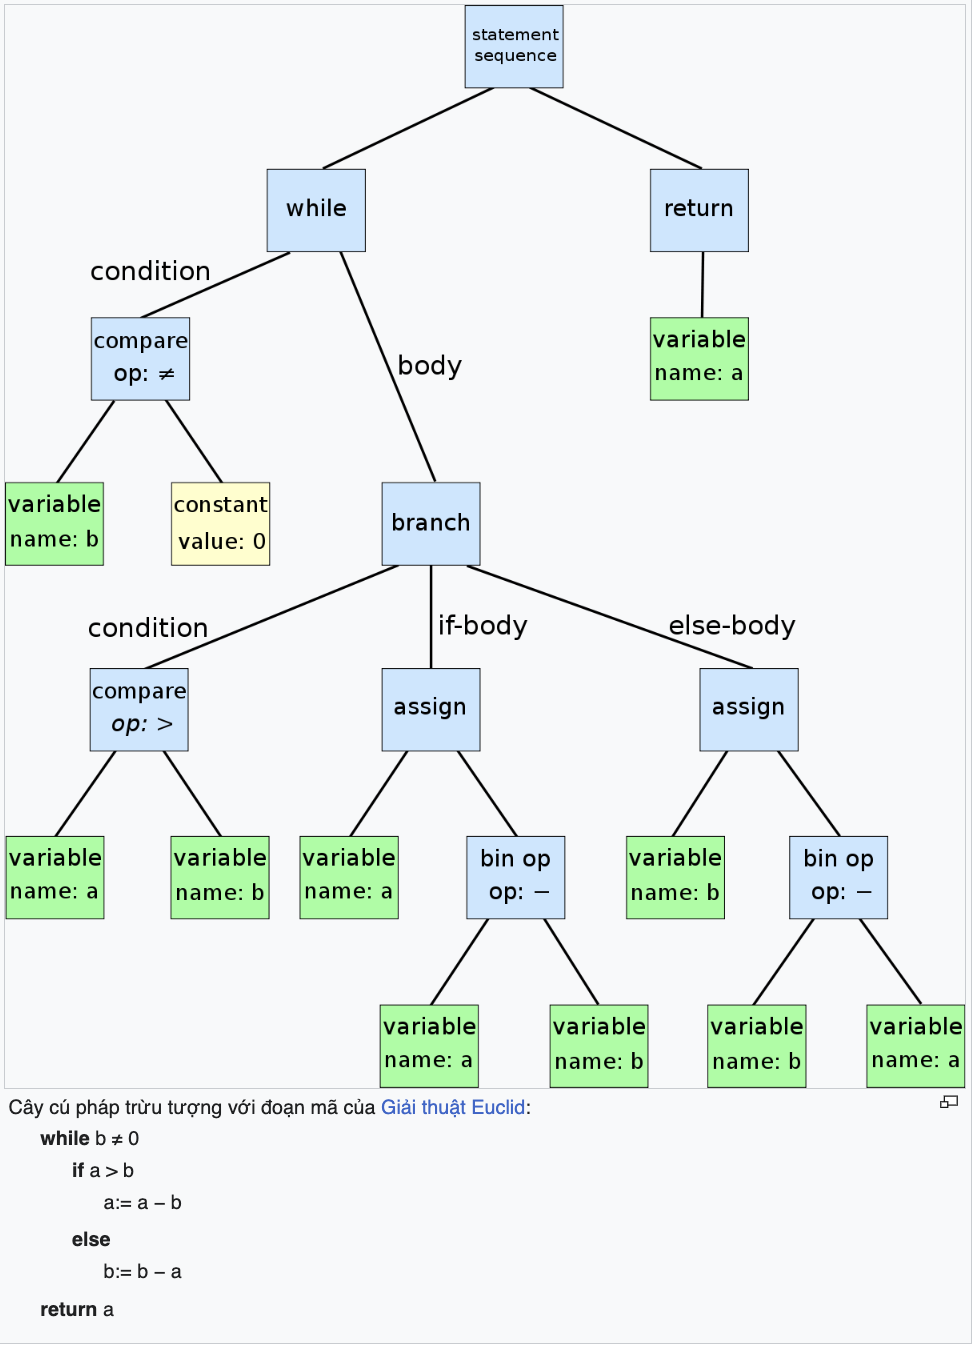 statement
sequence
while
return
condition
compare
op: ≠
body
variable
name: a
variable
name: b
constant
value: 0
branch
condition
if-body
else-body
compare
op: >
assign
assign
variable
name: a
variable
name: b
variable
name: a
bin op
op: −
variable
name: b
bin op
op: −
variable
name: a
variable
name: b
variable
name: b
variable
name: a
Cây cú pháp trừu tượng với đoạn mã của Giải thuật Euclid:
while b ≠ 0
if a > b
a:= a − b
else
b:= b − a
return a